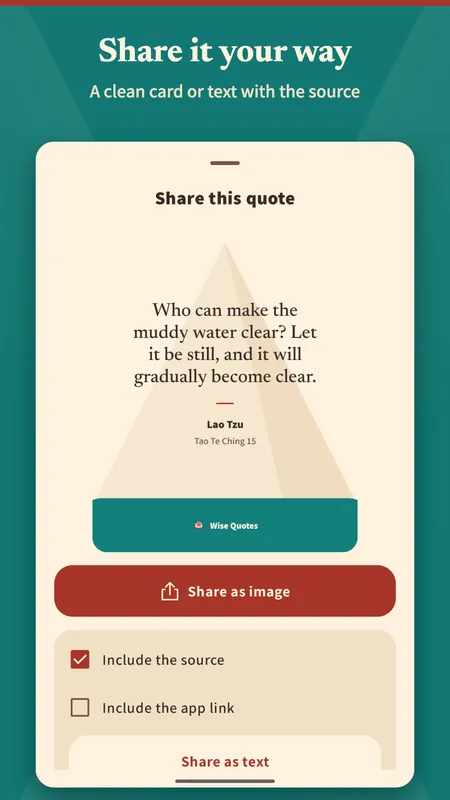 Share it your way
A clean card or text with the source
Share this quote
Who can make the
muddy water clear? Let
it be still, and it will
gradually become clear.
Lao Tzu
Tao Te Ching 15
Wise Quotes
Share as image
Include the source
Include the app link
Share as text